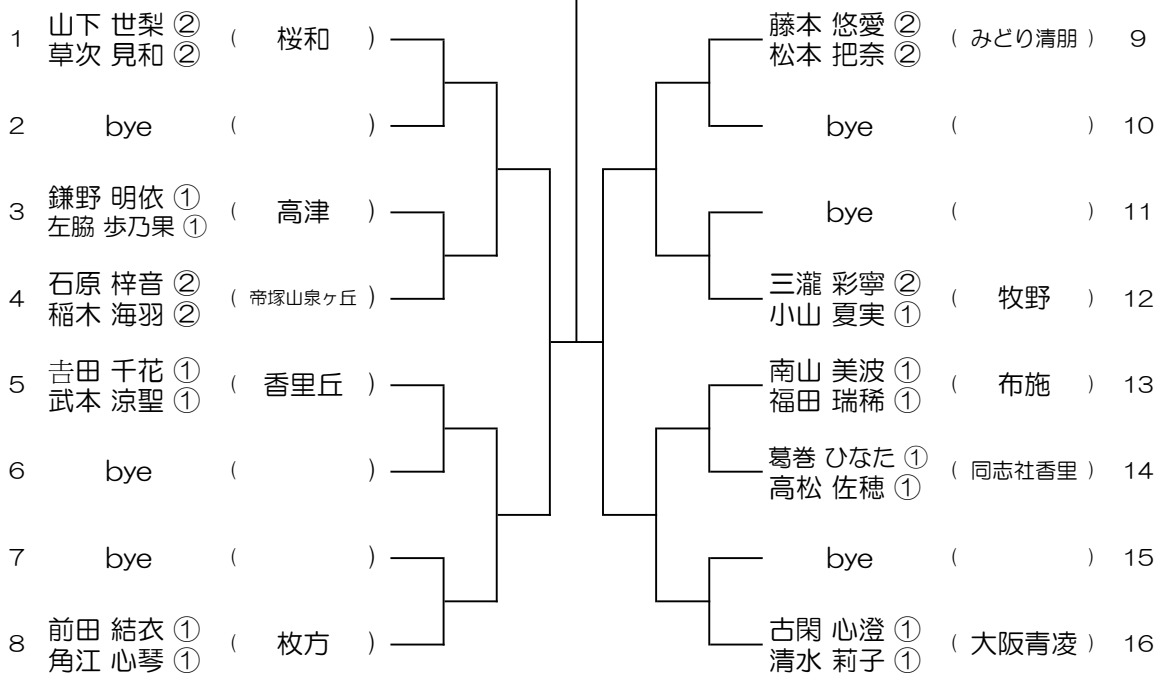 1 山下 世梨 ② ( 桜和 )
草次 見和 ②
2 bye ( )
3 鎌野 明依 ① ( 高津 )
左脇 歩乃果 ①
4 石原 梓音 ② ( 帝塚山泉ヶ丘 )
稲木 海羽 ②
5 𠮷田 千花 ① ( 香里丘 )
武本 涼聖 ①
6 bye ( )
7 bye ( )
8 前田 結衣 ① ( 枚方 )
角江 心琴 ①
藤本 悠愛 ② ( みどり清朋 ) 9
松本 把奈 ②
bye ( ) 10
bye ( ) 11
三瀧 彩寧 ② ( 牧野 ) 12
小山 夏実 ①
南山 美波 ① ( 布施 ) 13
福田 瑞稀 ①
葛巻 ひなた ① ( 同志社香里 ) 14
高松 佐穂 ①
bye ( ) 15
古閑 心澄 ① ( 大阪青凌 ) 16
清水 莉子 ①